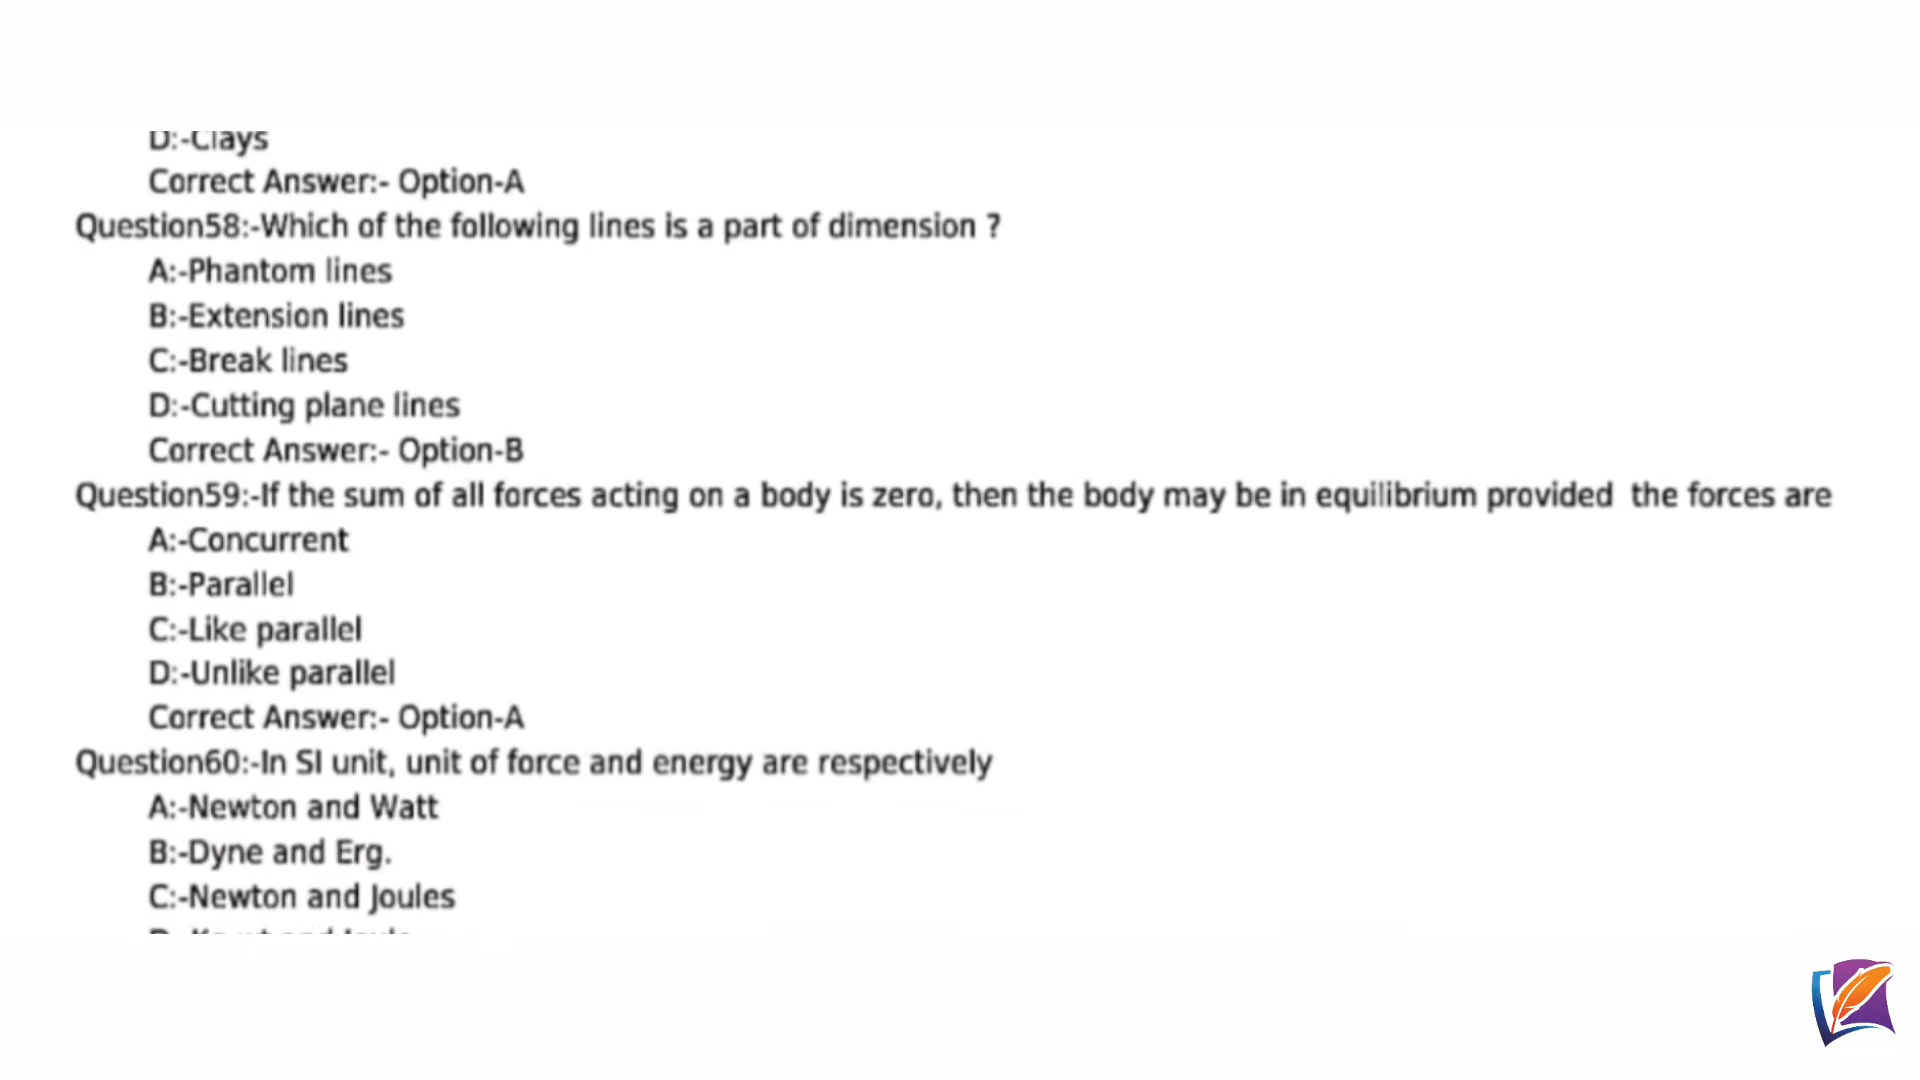 D:-Clays
Correct Answer:- Option-A
Question58:-Which of the following lines is a part of dimension ?
A:-Phantom lines
B:-Extension lines
C:-Break lines
D:-Cutting plane lines
Correct Answer:- Option-B
Question59:-If the sum of all forces acting on a body is zero, then the body may be in equilibrium provided  the forces are
A:-Concurrent
B:-Parallel
C:-Like parallel
D:-Unlike parallel
Correct Answer:- Option-A
Question60:-In SI unit, unit of force and energy are respectively
A:-Newton and Watt
B:-Dyne and Erg.
C:-Newton and Joules